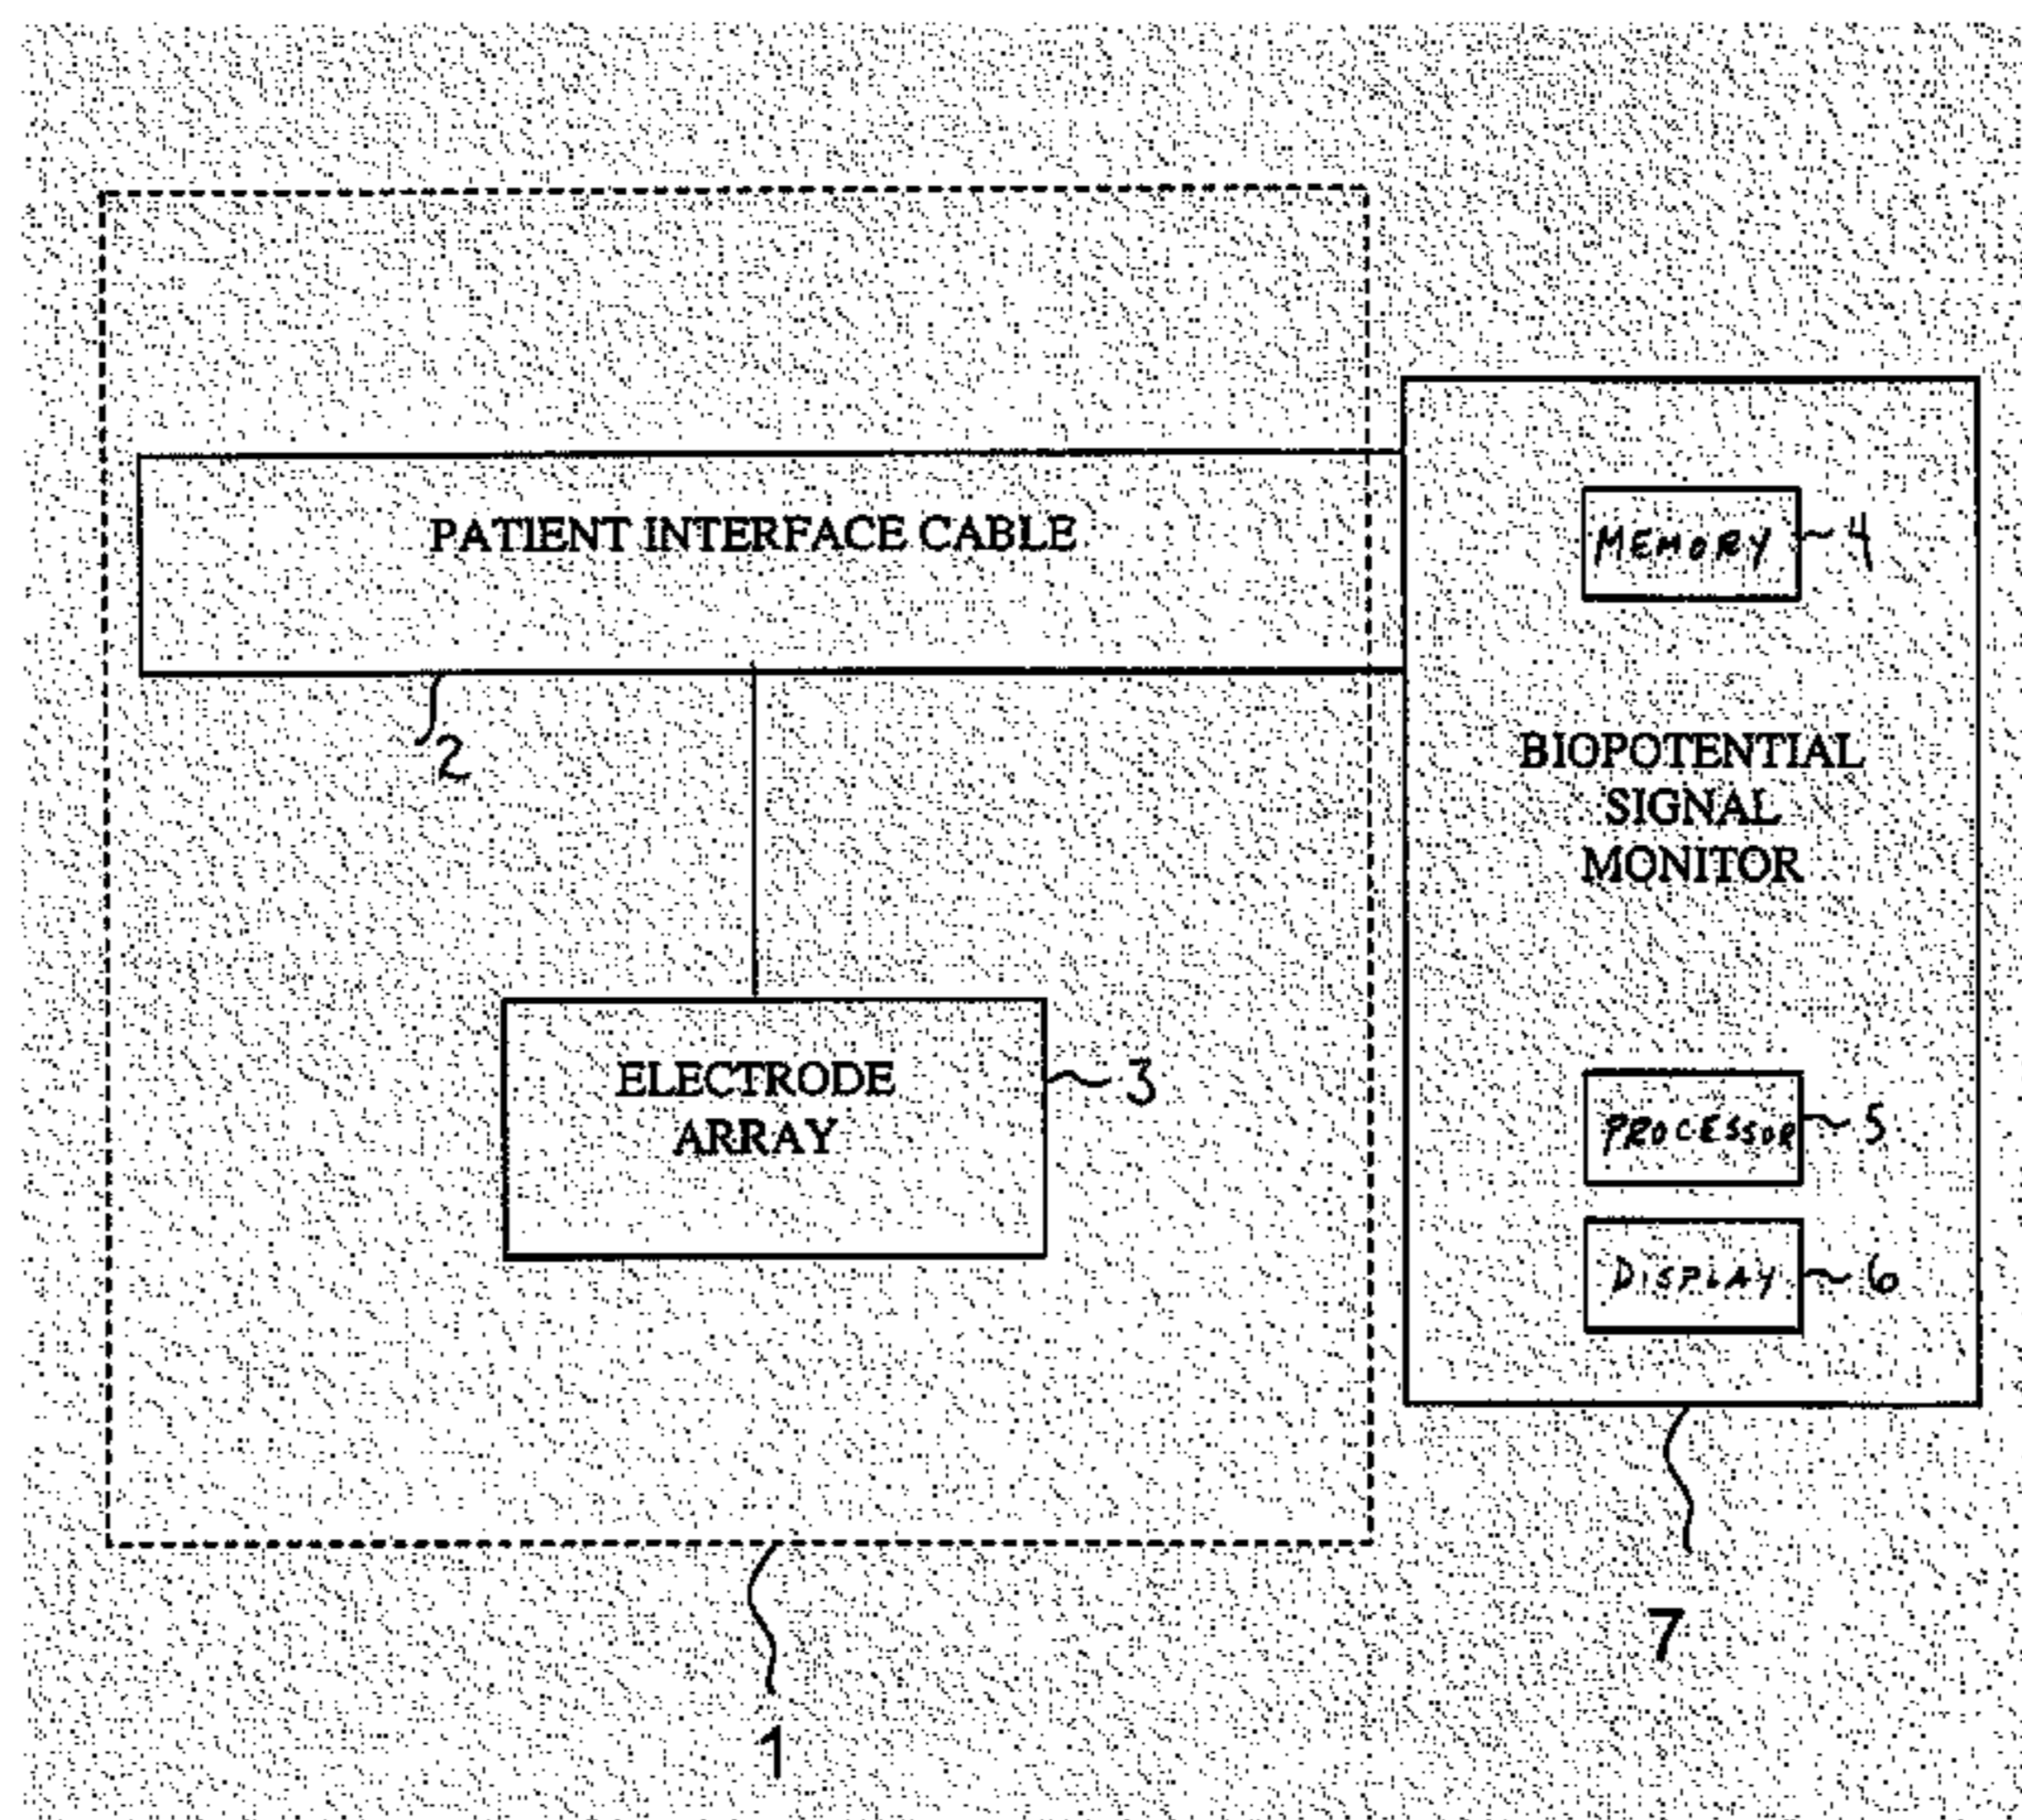 PATIENT INTERFACE CABLE
2
MEMORY 4
BIOPOTENTIAL
SIGNAL
MONITOR
ELECTRODE
ARRAY
3
PROCESSOR 5
DISPLAY 6
1
7